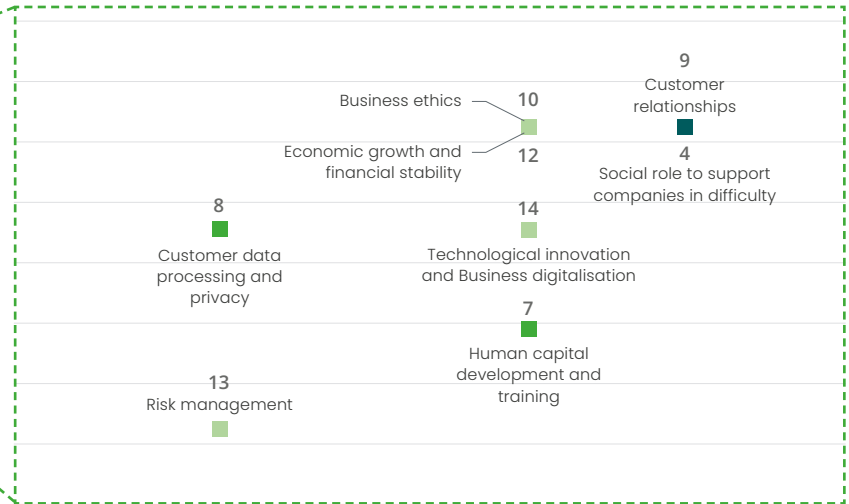 9
Customer
relationships
Business ethics
10
Economic growth and
financial stability
12
4
Social role to support
companies in difficulty
8
Customer data
processing and
privacy
14
Technological innovation
and Business digitalisation
7
Human capital
development and
training
13
Risk management